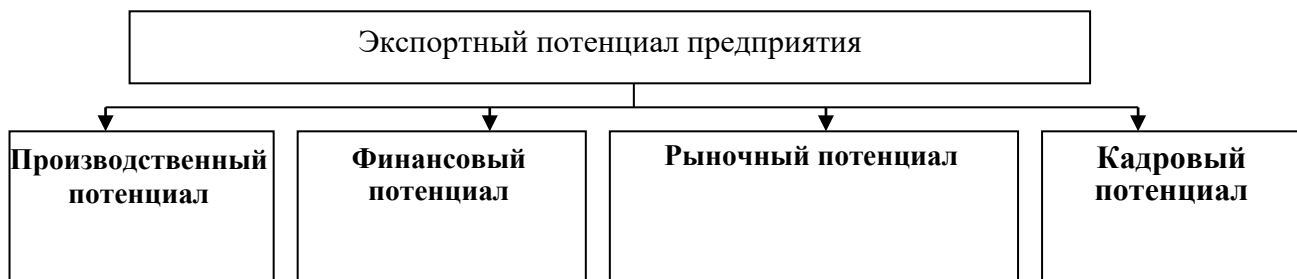 Экспортный потенциал предприятия
Производственный
потенциал
Финансовый
потенциал
Рыночный потенциал
Кадровый
потенциал